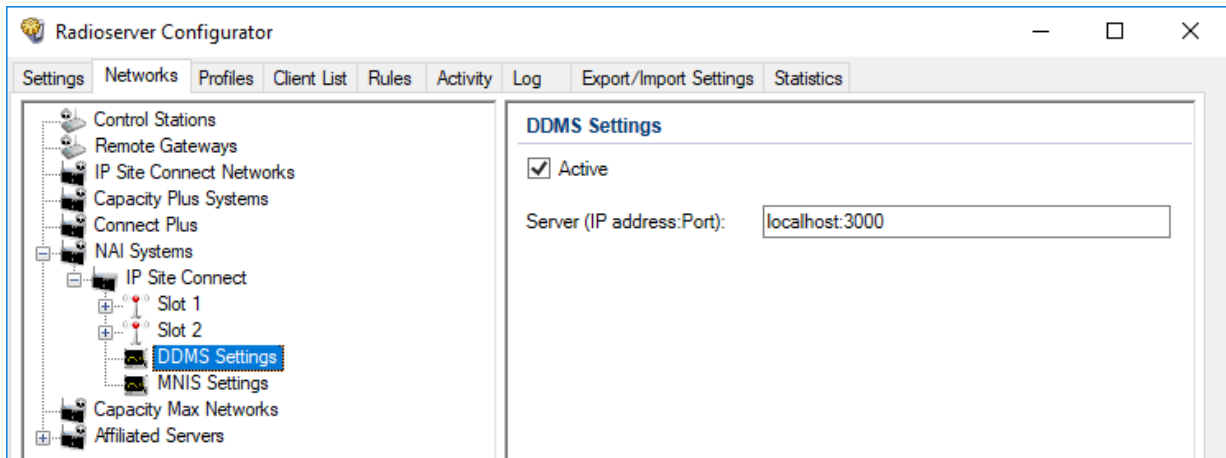 Radioserver Configurator
Settings Networks Profiles Client List Rules Activity Log Export/Import Settings Statistics
Control Stations
Remote Gateways
IP Site Connect Networks
Capacity Plus Systems
Connect Plus
NAI Systems
IP Site Connect
Slot 1
Slot 2
DDMS Settings
MNIS Settings
Capacity Max Networks
Affiliated Servers
DDMS Settings
Active
Server (IP address:Port): localhost:3000